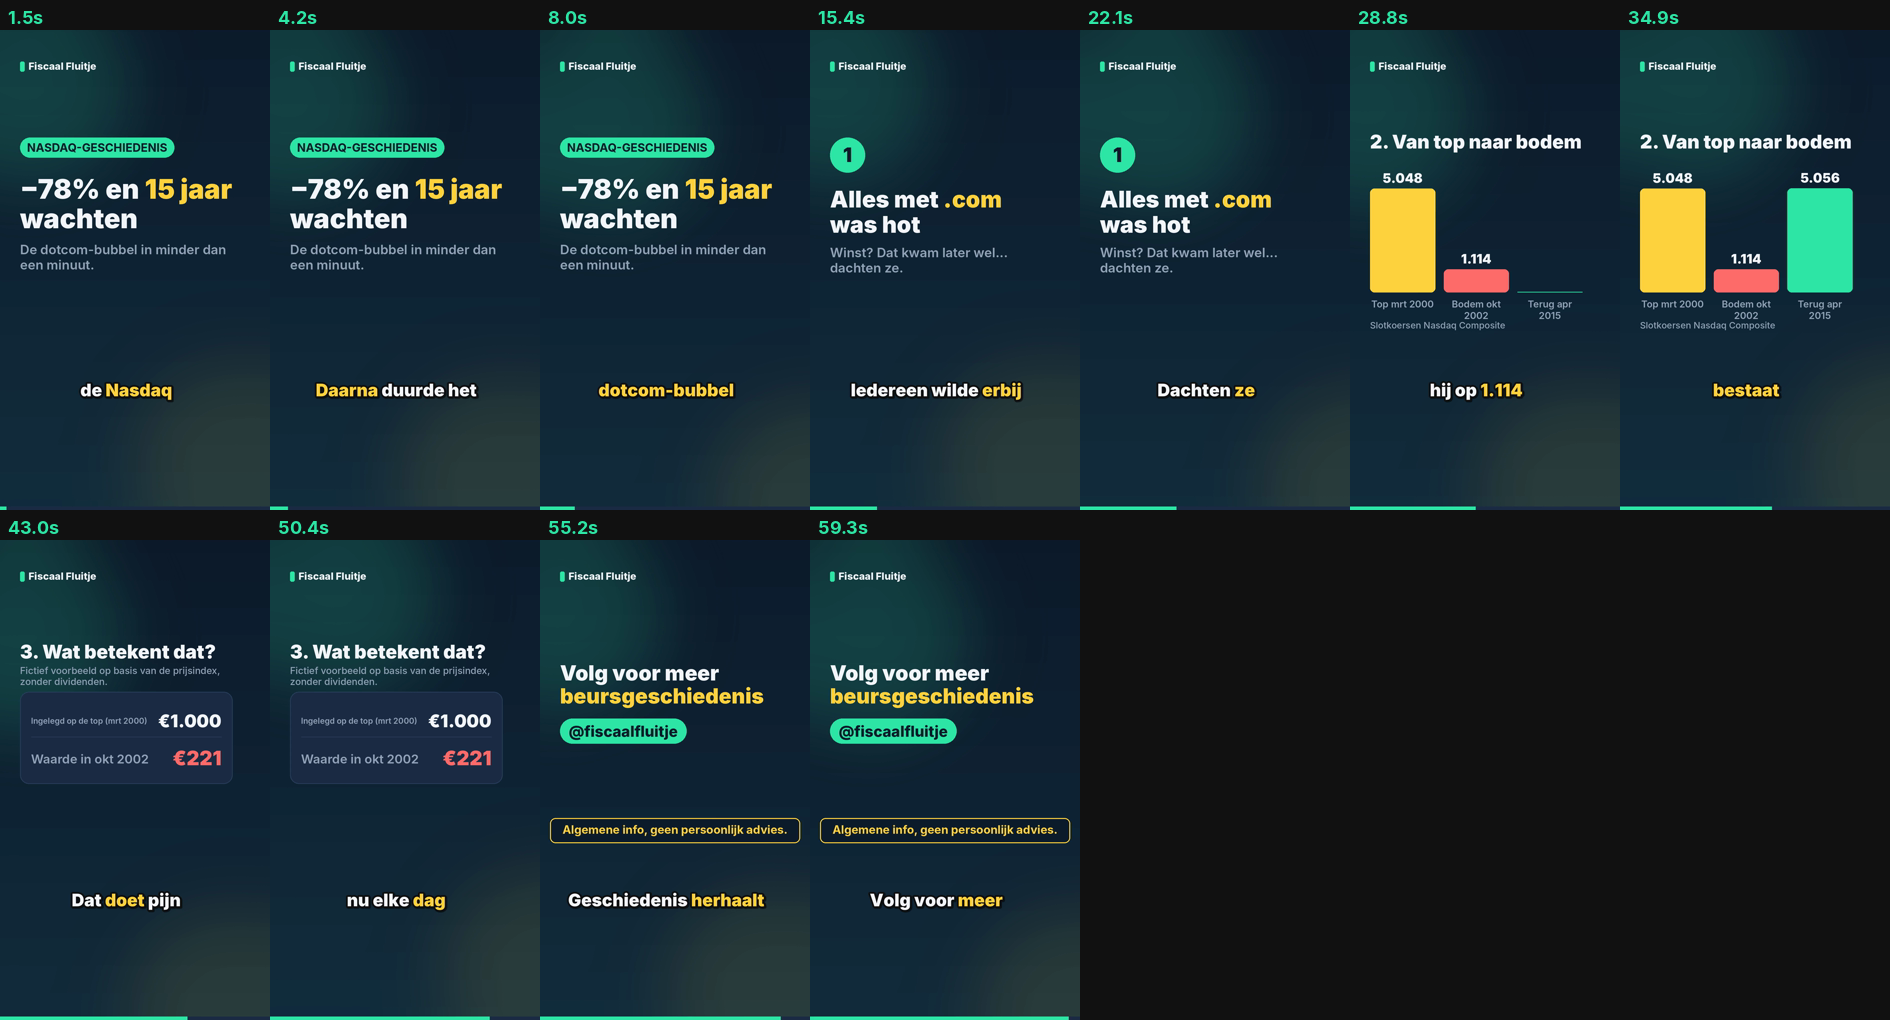 1.5s
Fiscaal Fluitje
NASDAQ-GESCHIEDENIS
−78% en 15 jaar
wachten
De dotcom-bubbel in minder dan
een minuut.
de Nasdaq
4.2s
Fiscaal Fluitje
NASDAQ-GESCHIEDENIS
−78% en 15 jaar
wachten
De dotcom-bubbel in minder dan
een minuut.
Daarna duurde het
8.0s
Fiscaal Fluitje
NASDAQ-GESCHIEDENIS
−78% en 15 jaar
wachten
De dotcom-bubbel in minder dan
een minuut.
dotcom-bubbel
15.4s
Fiscaal Fluitje
1
Alles met .com
was hot
Winst? Dat kwam later wel...
dachten ze.
Iedereen wilde erbij
22.1s
Fiscaal Fluitje
1
Alles met .com
was hot
Winst? Dat kwam later wel...
dachten ze.
Dachten ze
28.8s
Fiscaal Fluitje
2. Van top naar bodem
5.048
1.114
Top mrt 2000
Bodem okt
2002
Terug apr
2015
Slotkoersen Nasdaq Composite
hij op 1.114
34.9s
Fiscaal Fluitje
2. Van top naar bodem
5.048
1.114
5.056
Top mrt 2000
Bodem okt
2002
Terug apr
2015
Slotkoersen Nasdaq Composite
bestaat
43.0s
Fiscaal Fluitje
3. Wat betekent dat?
Fictief voorbeeld op basis van de prijsindex,
zonder dividenden.
Ingelegd op de top (mrt 2000) €1.000
Waarde in okt 2002 €221
Dat doet pijn
50.4s
Fiscaal Fluitje
3. Wat betekent dat?
Fictief voorbeeld op basis van de prijsindex,
zonder dividenden.
Ingelegd op de top (mrt 2000) €1.000
Waarde in okt 2002 €221
nu elke dag
55.2s
Fiscaal Fluitje
Volg voor meer
beursgeschiedenis
@fiscaalfluitje
Algemene info, geen persoonlijk advies.
Geschiedenis herhaalt
59.3s
Fiscaal Fluitje
Volg voor meer
beursgeschiedenis
@fiscaalfluitje
Algemene info, geen persoonlijk advies.
Volg voor meer